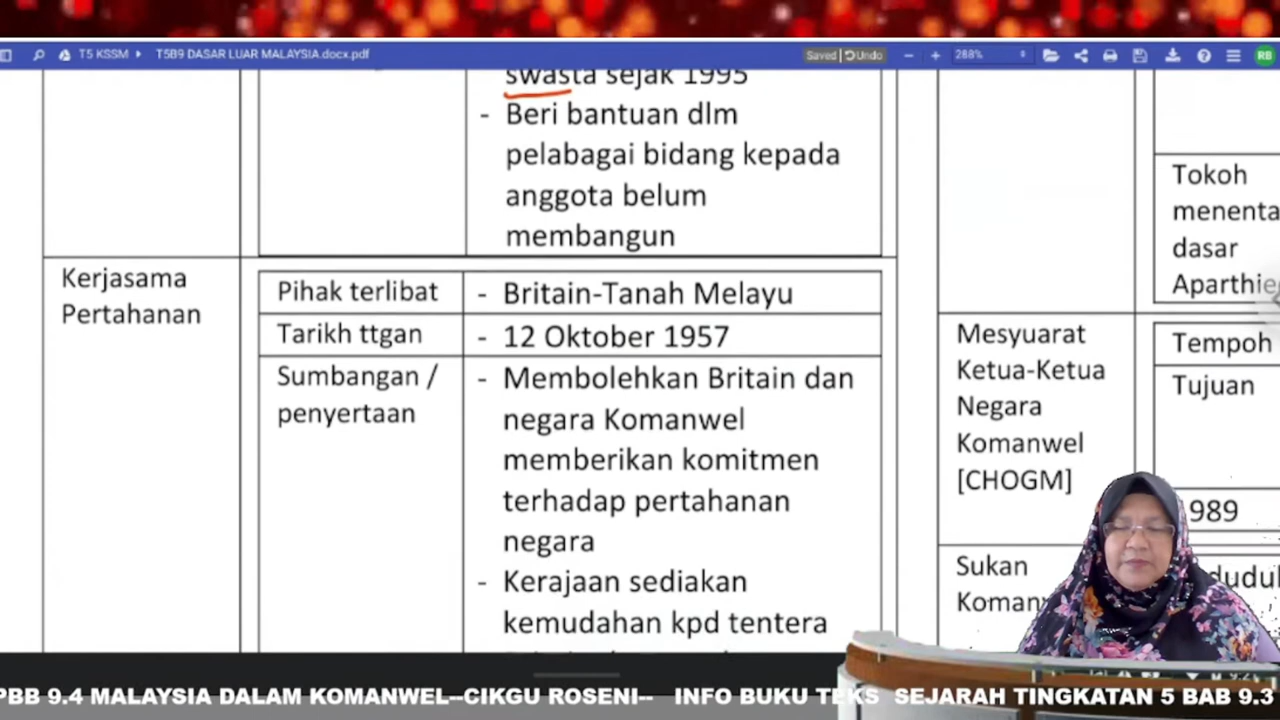 T5 KSSM
T5B9 DASAR LUAR MALAYSIA.docx.pdf
Saved
Undo
288%
RB
swasta sejak 1995
- Beri bantuan dlm
pelabagai bidang kepada
anggota belum
membangun
Kerjasama
Pertahanan
Pihak terlibat
- Britain-Tanah Melayu
Tarikh ttgan
- 12 Oktober 1957
Sumbangan /
penyertaan
- Membolehkan Britain dan
negara Komanwel
memberikan komitmen
terhadap pertahanan
negara
- Kerajaan sediakan
kemudahan kpd tentera
Tokoh
menenta
dasar
Aparthie
Mesyuarat
Ketua-Ketua
Negara
Komanwel
[CHOGM]
Tempoh
Tujuan
989
Sukan
Koman
PBB 9.4 MALAYSIA DALAM KOMANWEL--CIKGU ROSENI-- INFO BUKU TEKS SEJARAH TINGKATAN 5 BAB 9.3